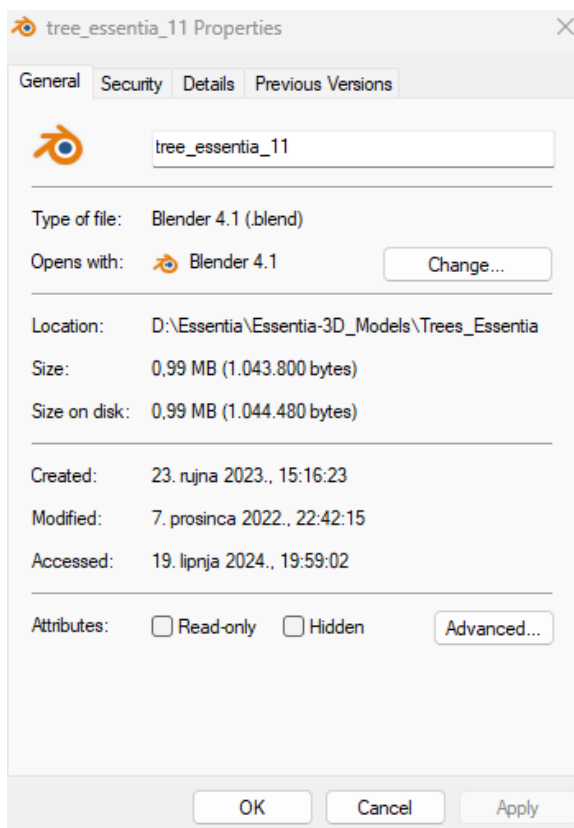 tree_essentia_11 Properties
General Security Details Previous Versions
tree_essentia_11
Type of file: Blender 4.1 (.blend)
Opens with: Blender 4.1 Change...
Location: D:\Essentia\Essentia-3D_Models\Trees_Essentia
Size: 0,99 MB (1.043.800 bytes)
Size on disk: 0,99 MB (1.044.480 bytes)
Created: 23. rujna 2023., 15:16:23
Modified: 7. prosinca 2022., 22:42:15
Accessed: 19. lipnja 2024., 19:59:02
Attributes: Read-only Hidden Advanced...
OK Cancel Apply